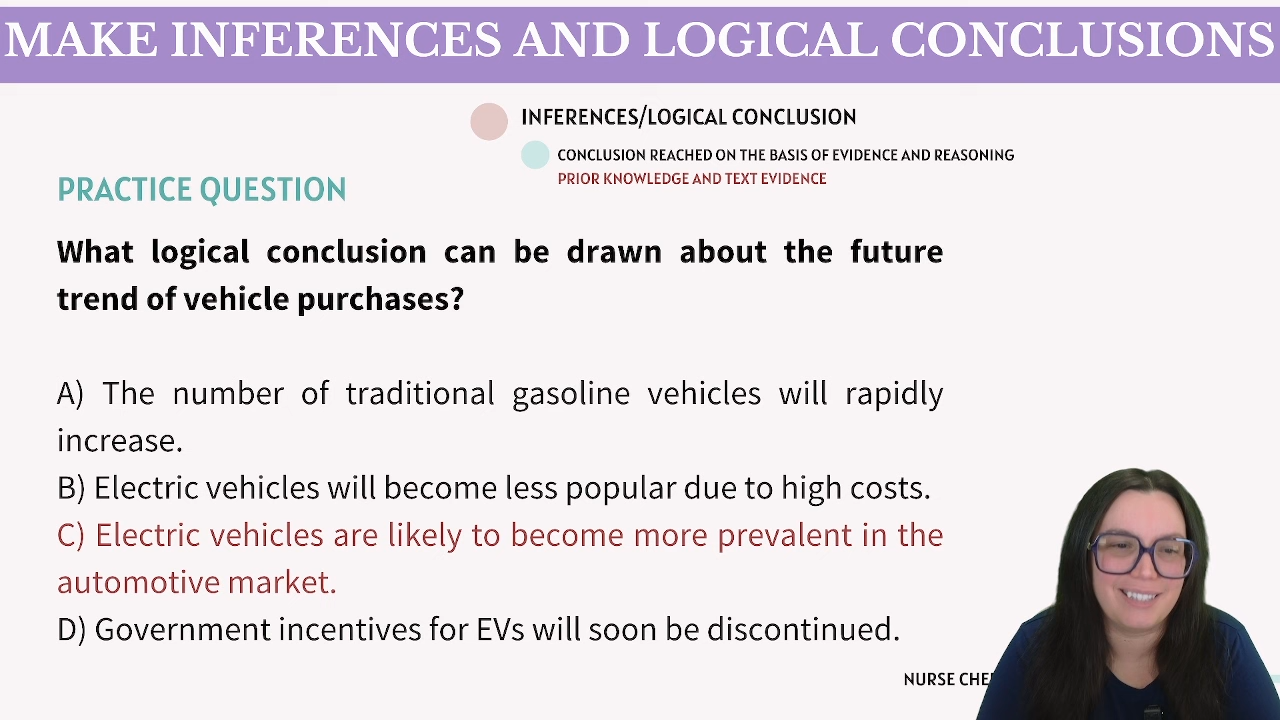 MAKE INFERENCES AND LOGICAL CONCLUSIONS
INFERENCES/LOGICAL CONCLUSION
CONCLUSION REACHED ON THE BASIS OF EVIDENCE AND REASONING
PRIOR KNOWLEDGE AND TEXT EVIDENCE
PRACTICE QUESTION
What logical conclusion can be drawn about the future
trend of vehicle purchases?
A) The number of traditional gasoline vehicles will rapidly
increase.
B) Electric vehicles will become less popular due to high costs.
C) Electric vehicles are likely to become more prevalent in the
automotive market.
D) Government incentives for EVs will soon be discontinued.
NURSE